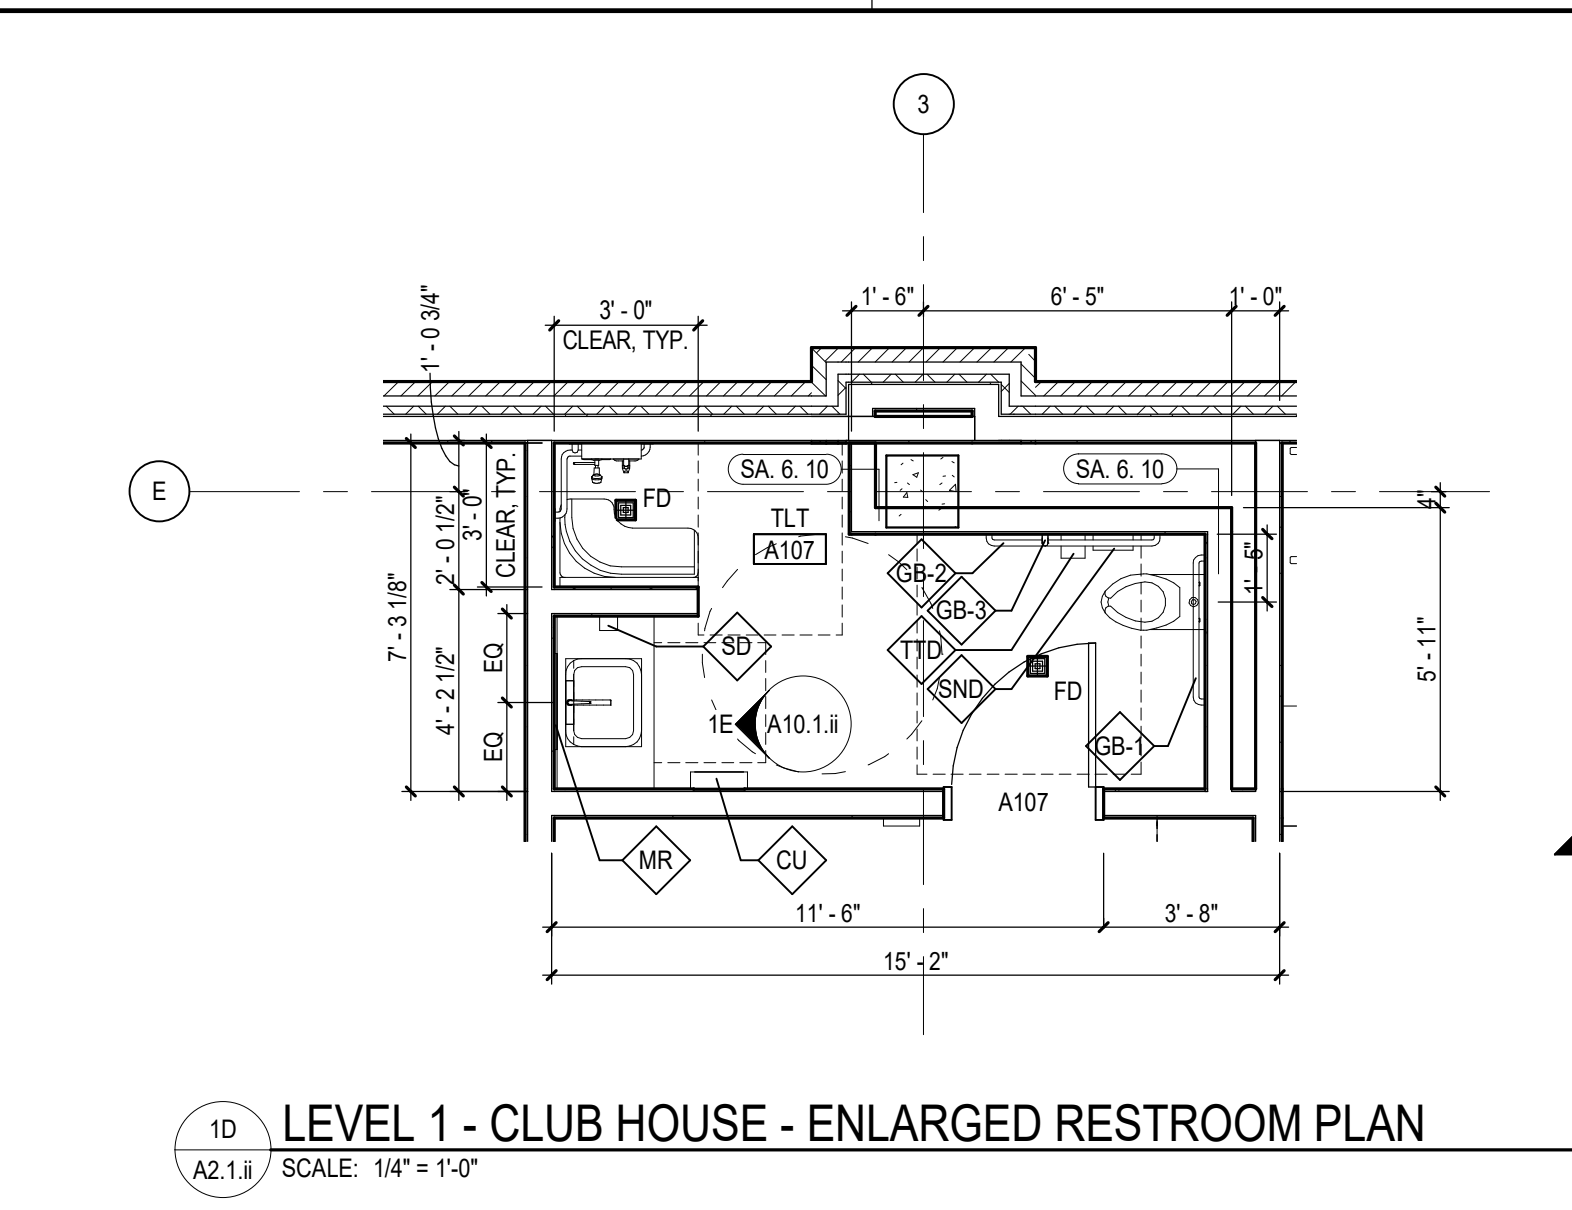 3
1' - 6"
6' - 5"
1' - 0"
3' - 0"
CLEAR, TYP.
1' - 0 3/4"
E
SA. 6. 10
SA. 6. 10
FD
TLT
A107
4"
3' - 0"
CLEAR, TYP.
2' - 0 1/2"
7' - 3 1/8"
4' - 2 1/2"
EQ
EQ
GB-2
GB-3
1' - 5"
SD
TTD
SND
FD
5' - 11"
1E
A10.1.ii
GB-1
A107
MR
CU
11' - 6"
3' - 8"
15' - 2"
1D
A2.1.ii
LEVEL 1 - CLUB HOUSE - ENLARGED RESTROOM PLAN
SCALE: 1/4" = 1'-0"